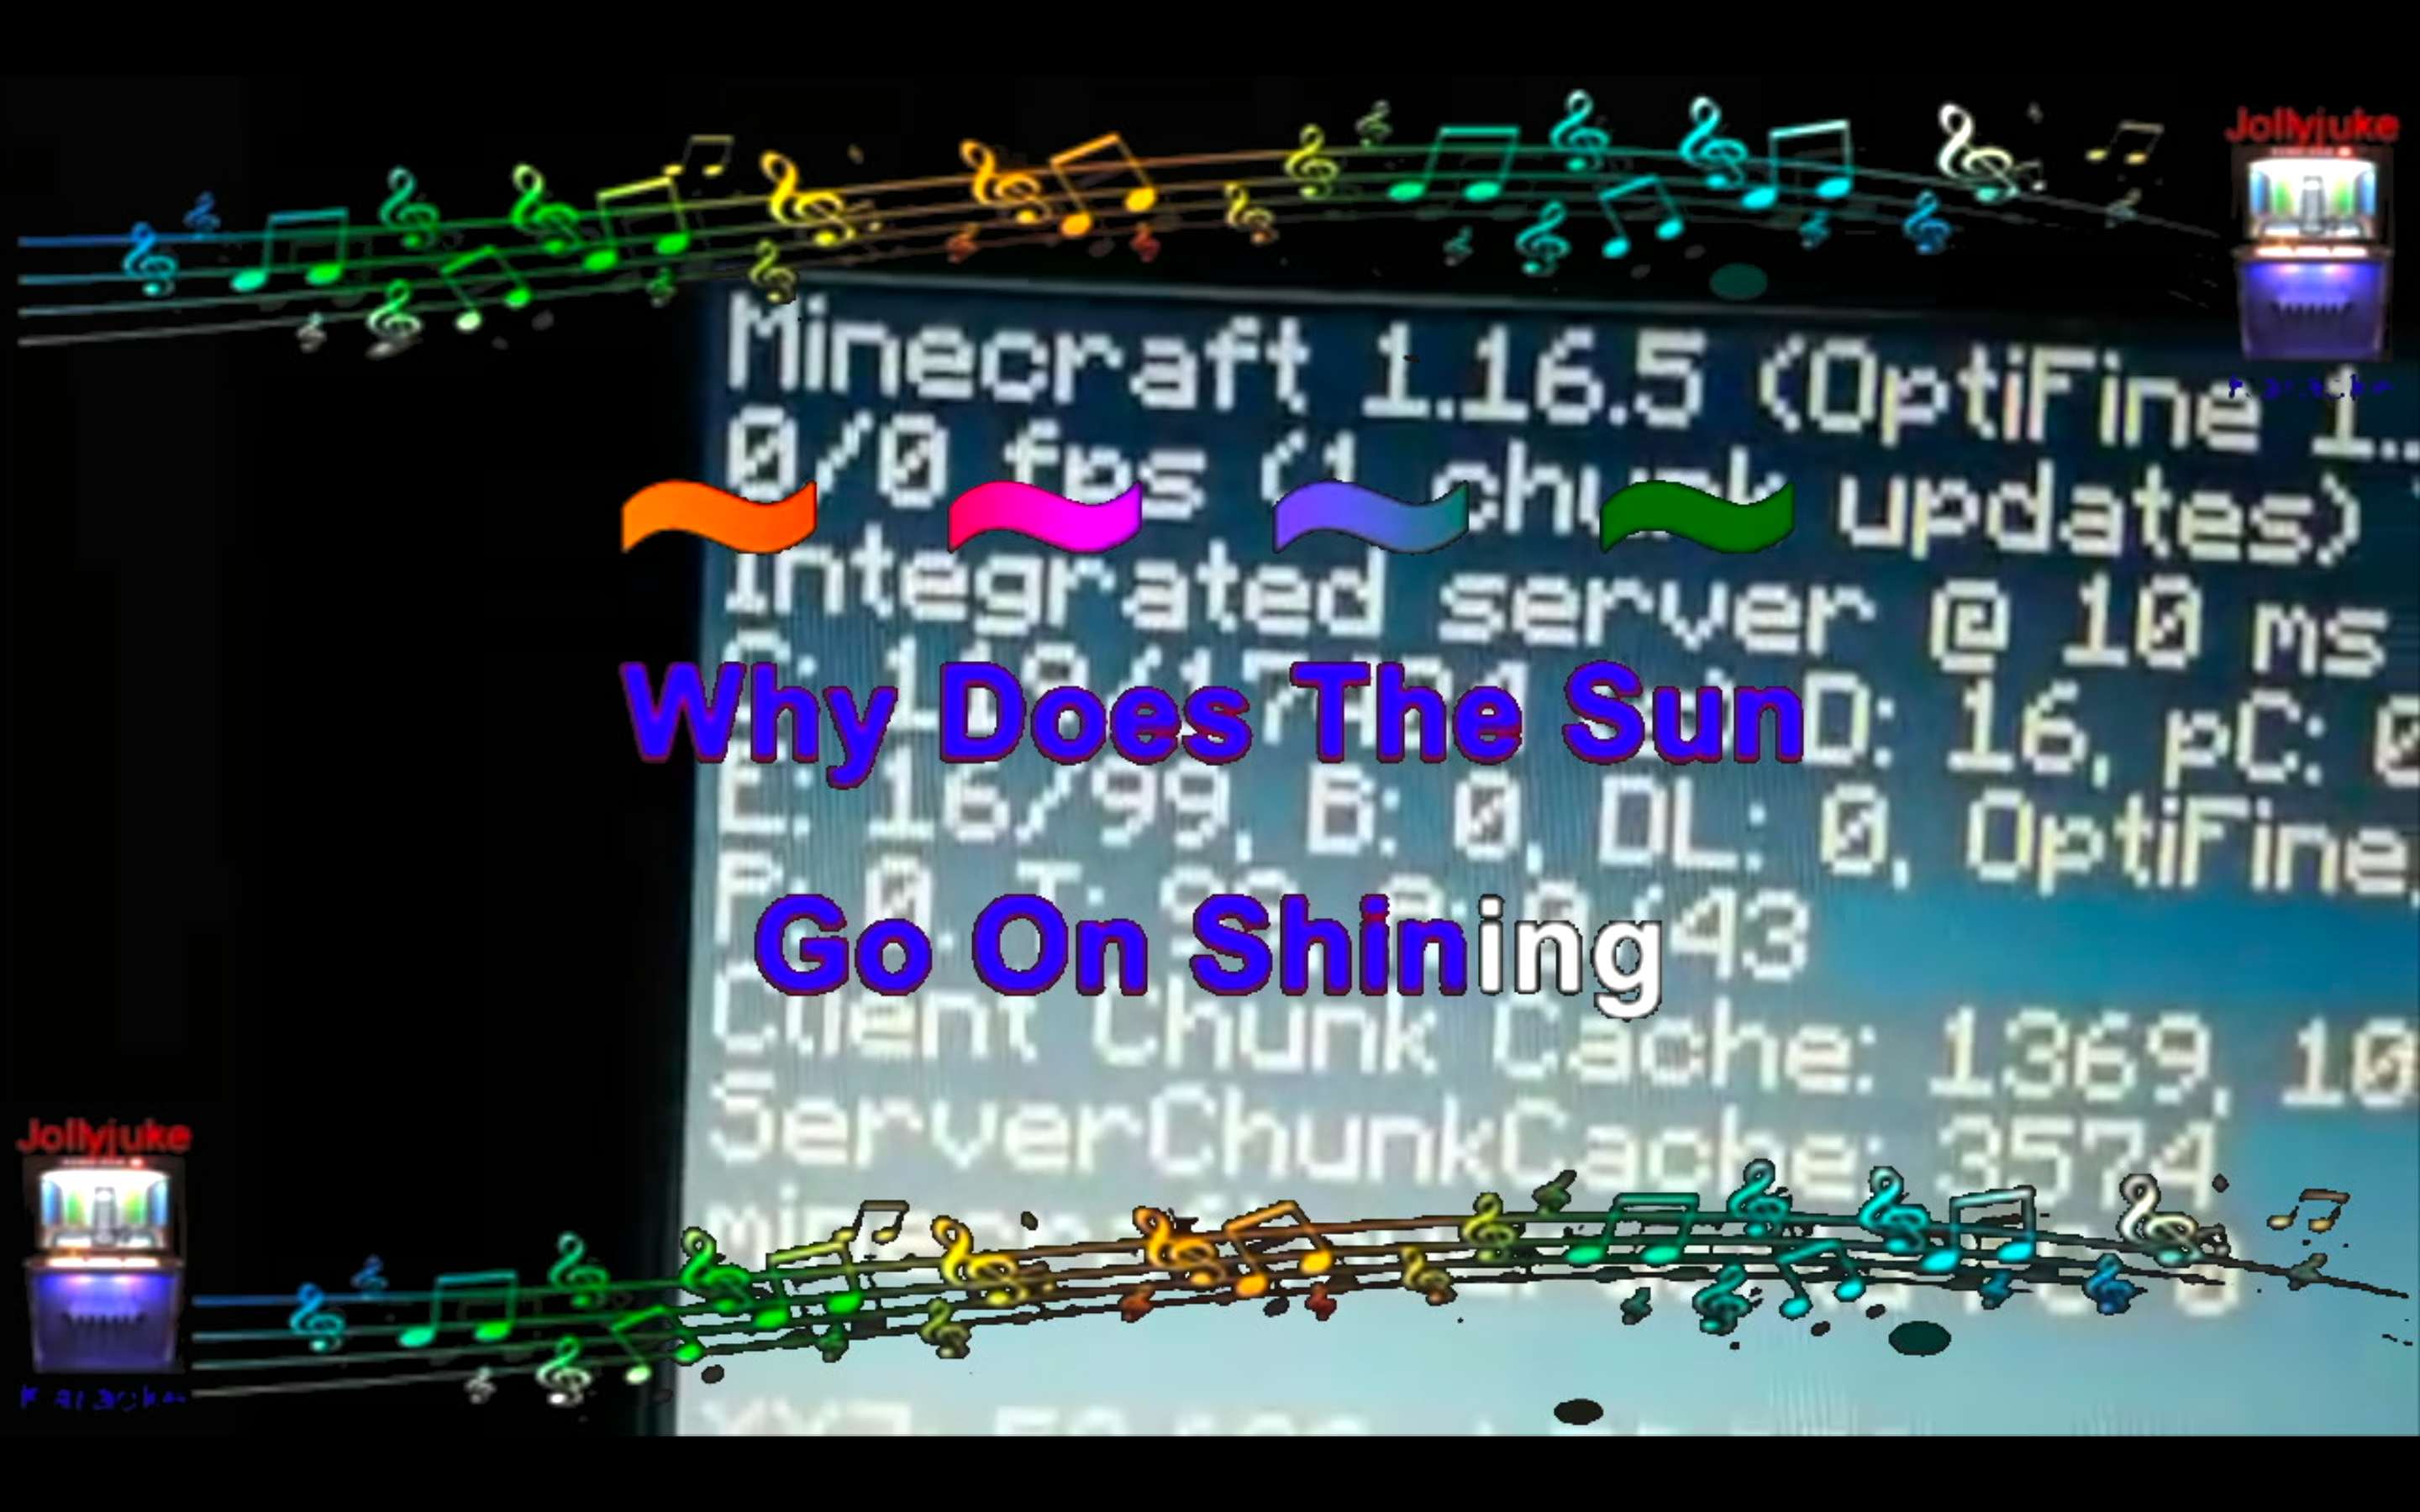 Jollyjuke
Minecraft 1.16.5 (OptiFine 1.
0/0 fps (1 chunk updates)
Integrated server @ 10 ms
Why Does The Sun
D: 16, pC: 0
E: 16/99, B: 0, DL: 0, OptiFine
Go On Shining
43
Client Chunk Cache: 1369, 10
ServerChunkCache: 3574
Jollyjuke